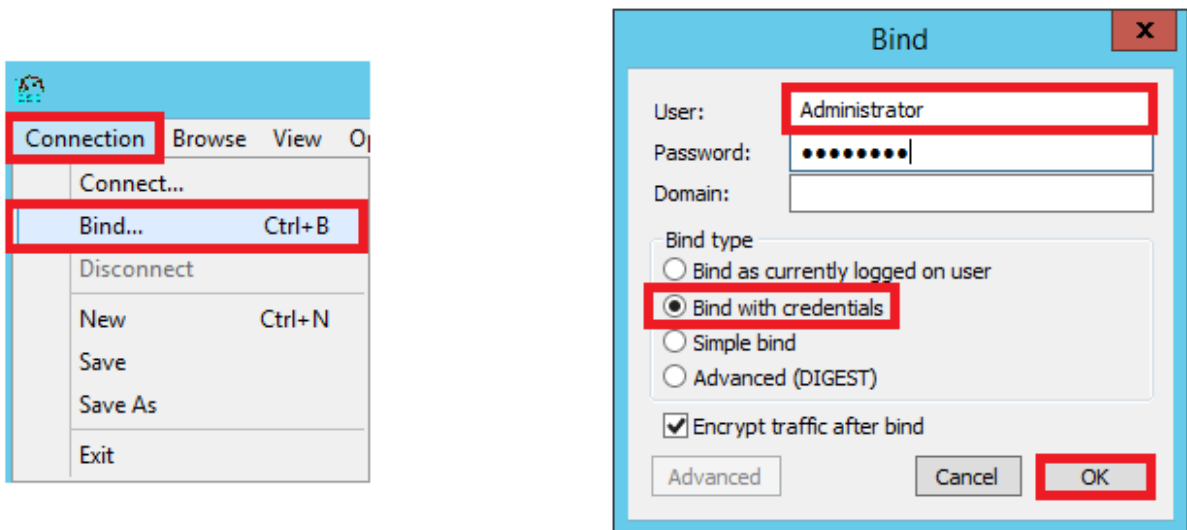 Connection Browse View
Connect...
Bind... Ctrl+B
Disconnect
New Ctrl+N
Save
Save As
Exit
Bind
x
User: Administrator
Password: ●●●●●●●●
Domain:
Bind type
Bind as currently logged on user
Bind with credentials
Simple bind
Advanced (DIGEST)
Encrypt traffic after bind
Advanced Cancel OK